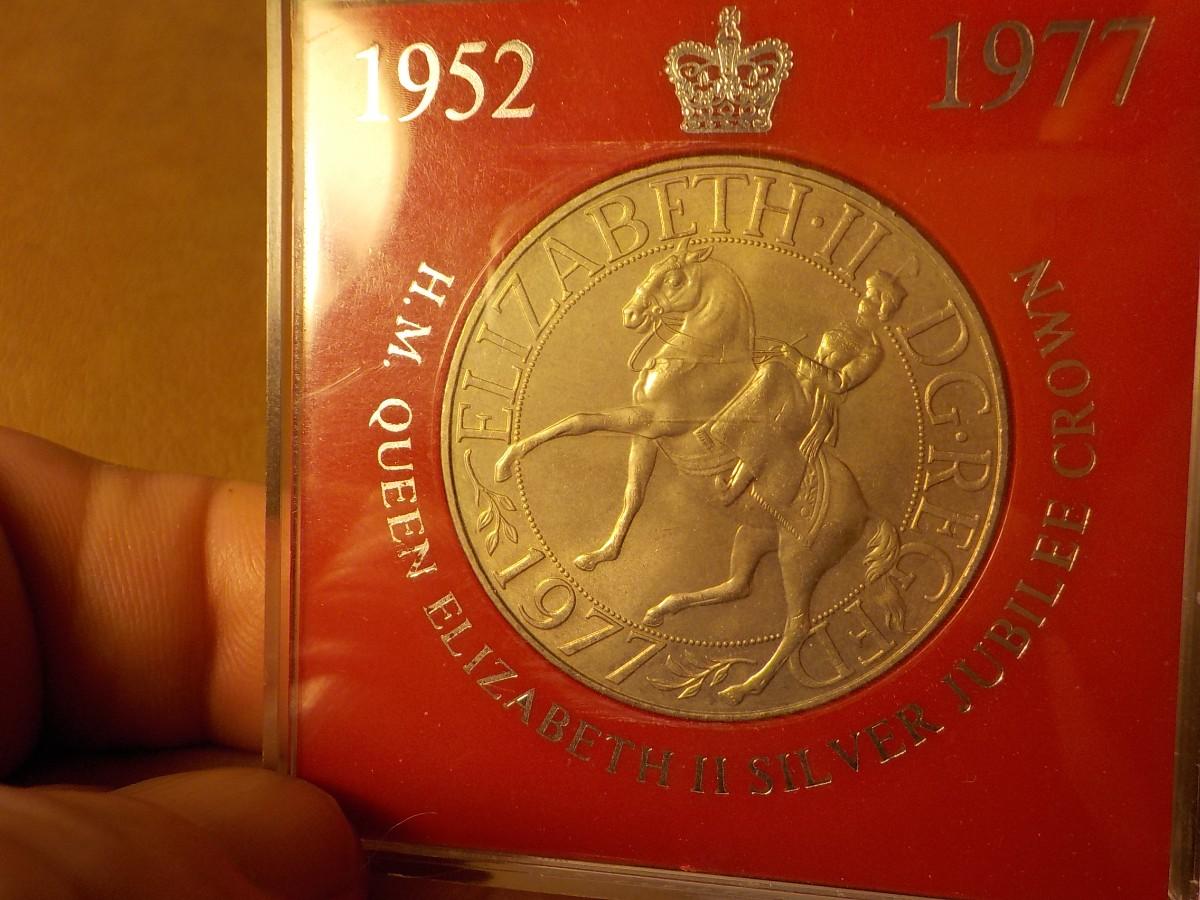 1952
1977
H.M. QUEEN ELIZABETH II SILVER JUBILEE CROWN
ELIZABETH·II D·G·REG F·D 1977